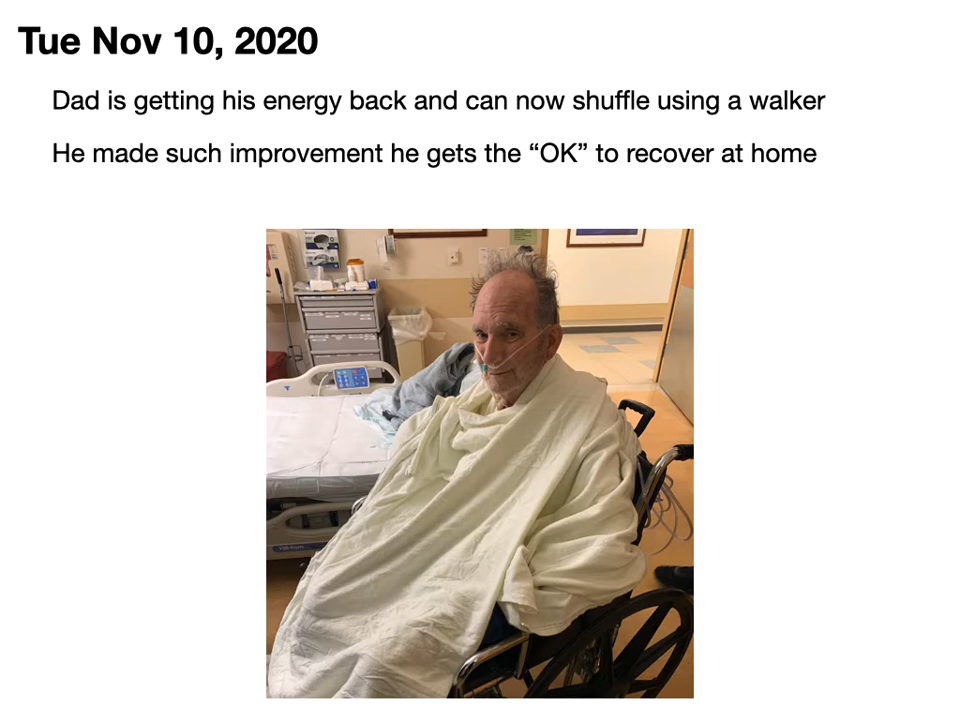 Tue Nov 10, 2020
Dad is getting his energy back and can now shuffle using a walker
He made such improvement he gets the “OK” to recover at home